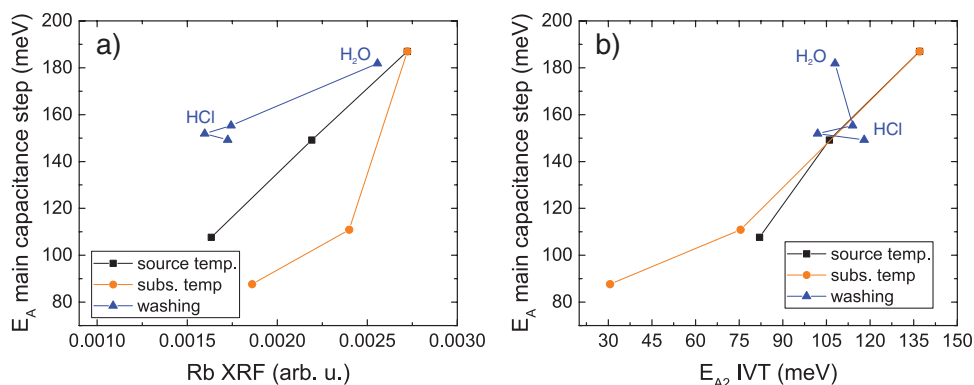 a)
E_A main capacitance step (meV)
200
180
160
140
120
100
80
H₂O
HCl
source temp.
subs. temp
washing
0.0010 0.0015 0.0020 0.0025 0.0030
Rb XRF (arb. u.)
b)
E_A main capacitance step (meV)
200
180
160
140
120
100
80
H₂O
HCl
source temp.
subs. temp
washing
30 45 60 75 90 105 120 135 150
E_A2 IVT (meV)